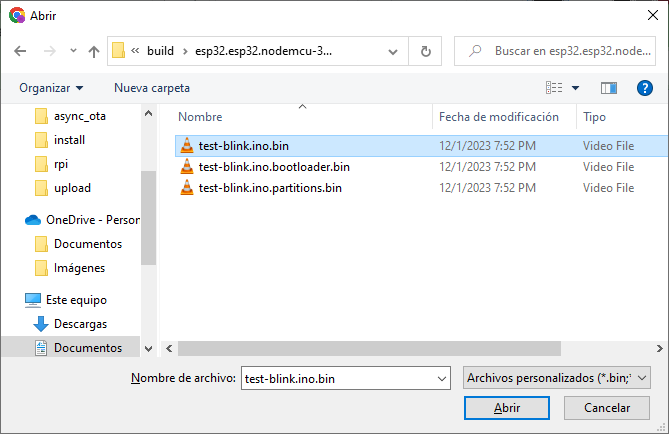 Abrir
« build › esp32.esp32.nodemcu-3...
Buscar en esp32.esp32.node...
Organizar
Nueva carpeta
?
Nombre
Fecha de modificación
Tipo
async_ota
install
rpi
upload
OneDrive - Person
Documentos
Imágenes
Este equipo
Descargas
Documentos
test-blink.ino.bin 12/1/2023 7:52 PM Video File
test-blink.ino.bootloader.bin 12/1/2023 7:52 PM Video File
test-blink.ino.partitions.bin 12/1/2023 7:52 PM Video File
Nombre de archivo: test-blink.ino.bin
Archivos personalizados (*.bin;*
Abrir
Cancelar